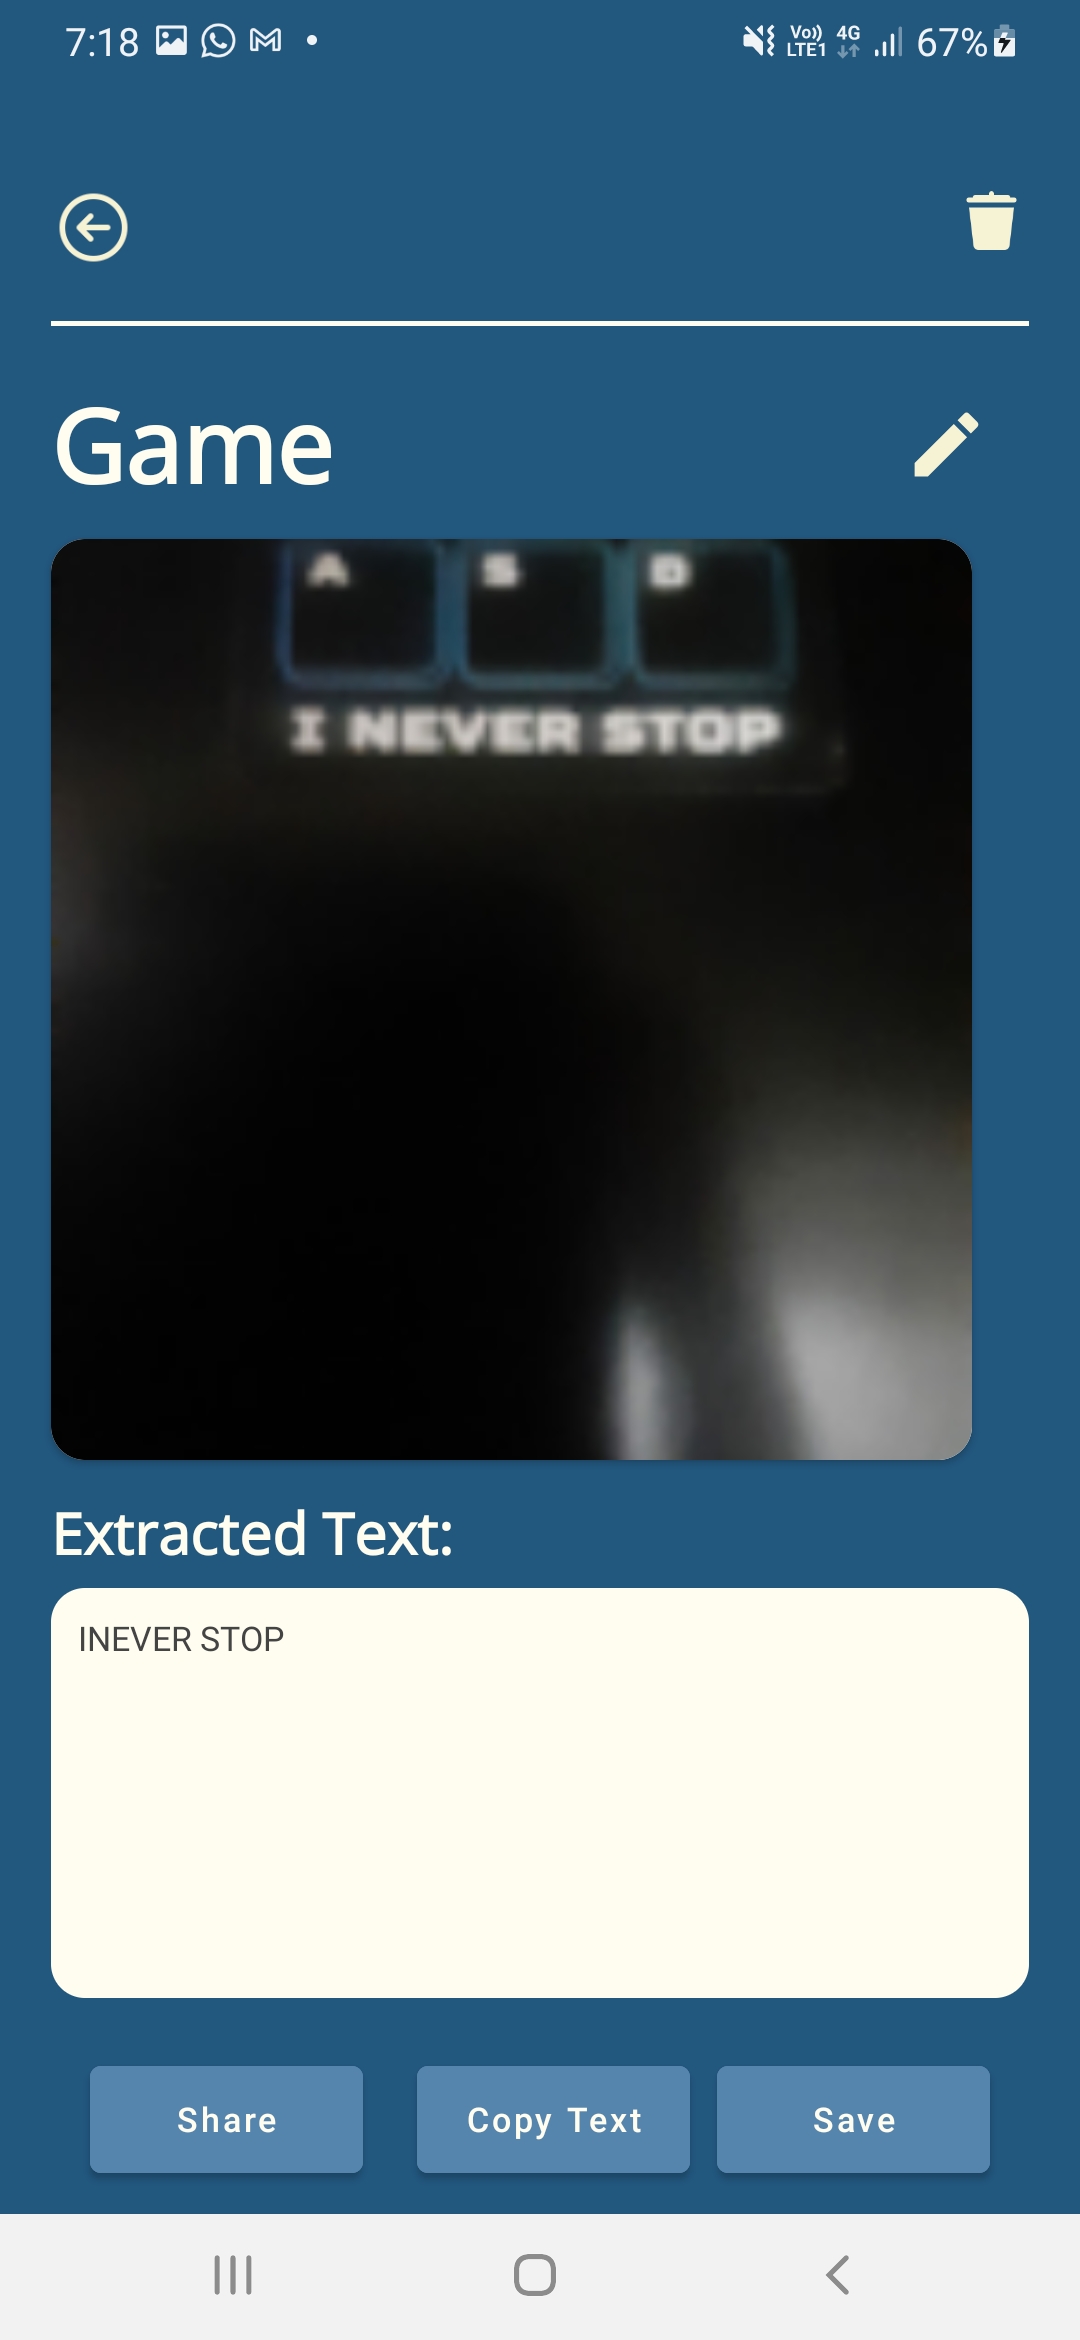 7:18 Vo)) LTE1 4G 67%
Game
A S D
I NEVER STOP
Extracted Text:
INEVER STOP
Share Copy Text Save